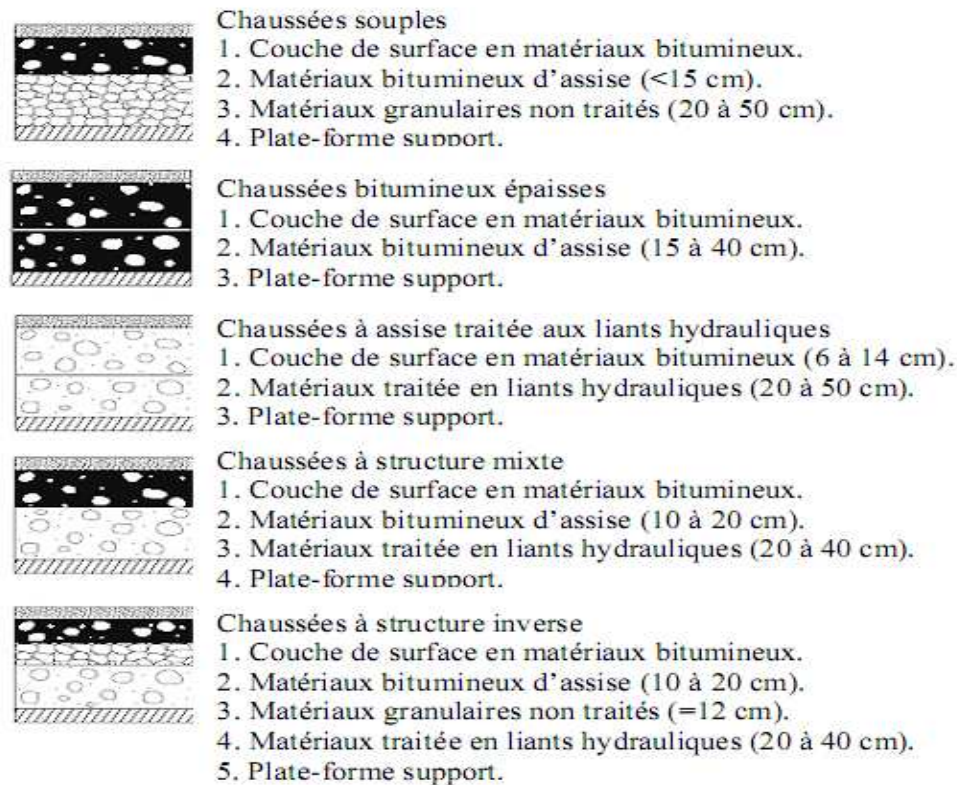 Chaussées souples
1. Couche de surface en matériaux bitumineux.
2. Matériaux bitumineux d'assise (<15 cm).
3. Matériaux granulaires non traités (20 à 50 cm).
4. Plate-forme support.
Chaussées bitumineux épaisses
1. Couche de surface en matériaux bitumineux.
2. Matériaux bitumineux d'assise (15 à 40 cm).
3. Plate-forme support.
Chaussées à assise traitée aux liants hydrauliques
1. Couche de surface en matériaux bitumineux (6 à 14 cm).
2. Matériaux traitée en liants hydrauliques (20 à 50 cm).
3. Plate-forme support.
Chaussées à structure mixte
1. Couche de surface en matériaux bitumineux.
2. Matériaux bitumineux d'assise (10 à 20 cm).
3. Matériaux traitée en liants hydrauliques (20 à 40 cm).
4. Plate-forme support.
Chaussées à structure inverse
1. Couche de surface en matériaux bitumineux.
2. Matériaux bitumineux d'assise (10 à 20 cm).
3. Matériaux granulaires non traités (=12 cm).
4. Matériaux traitée en liants hydrauliques (20 à 40 cm).
5. Plate-forme support.